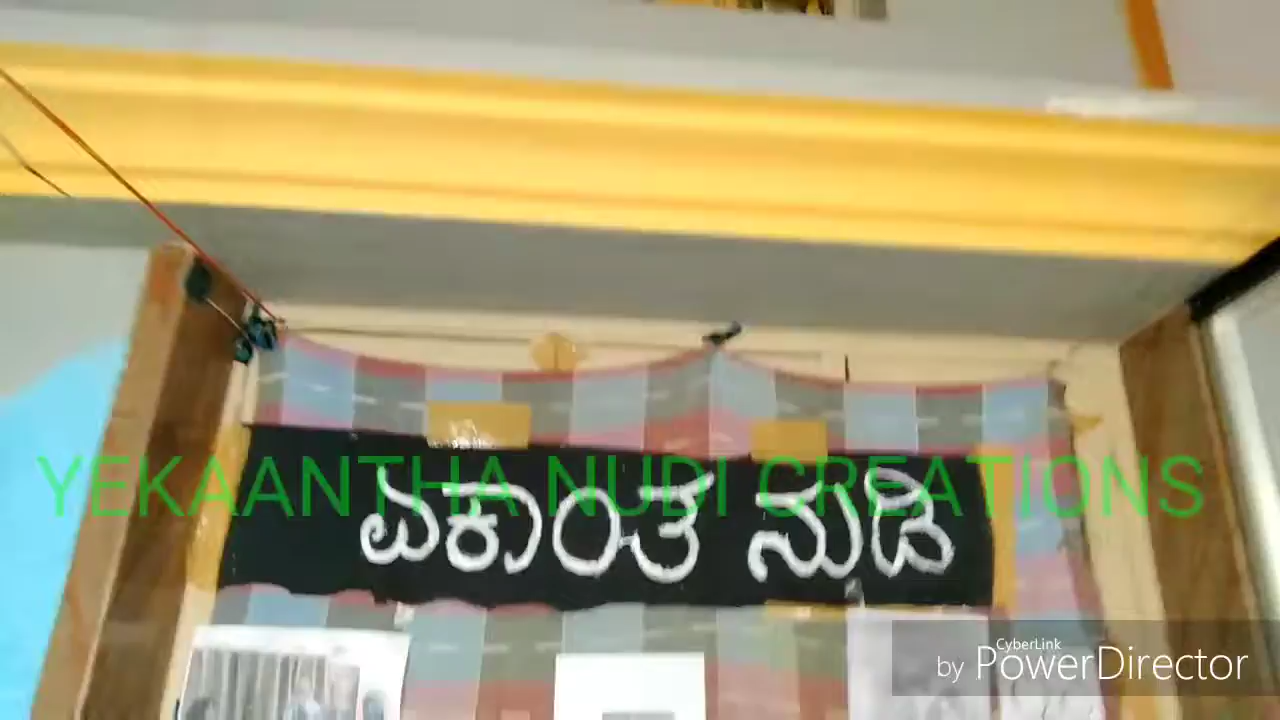 YEKAANTHA NUDI CREATIONS
ಏಕಾಂತ ನುಡಿ
CyberLink
by PowerDirector